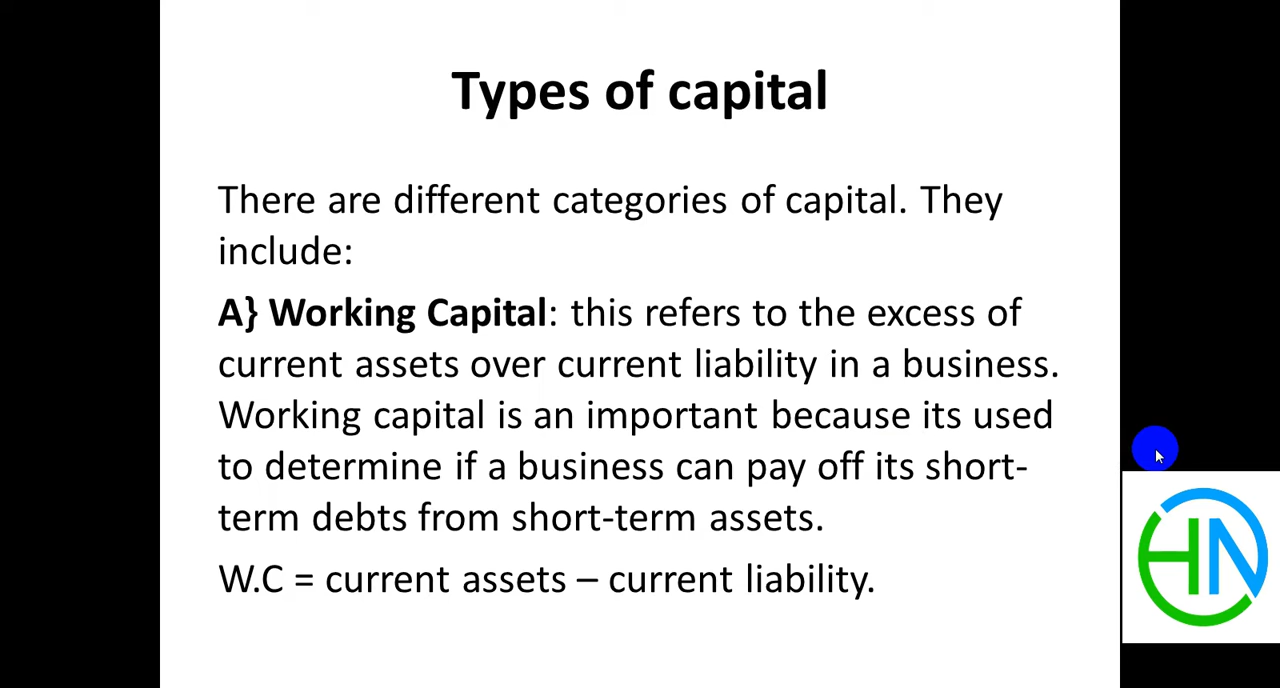 Types of capital
There are different categories of capital. They
include:
A} Working Capital: this refers to the excess of
current assets over current liability in a business.
Working capital is an important because its used
to determine if a business can pay off its short-
term debts from short-term assets.
W.C = current assets – current liability.
HN